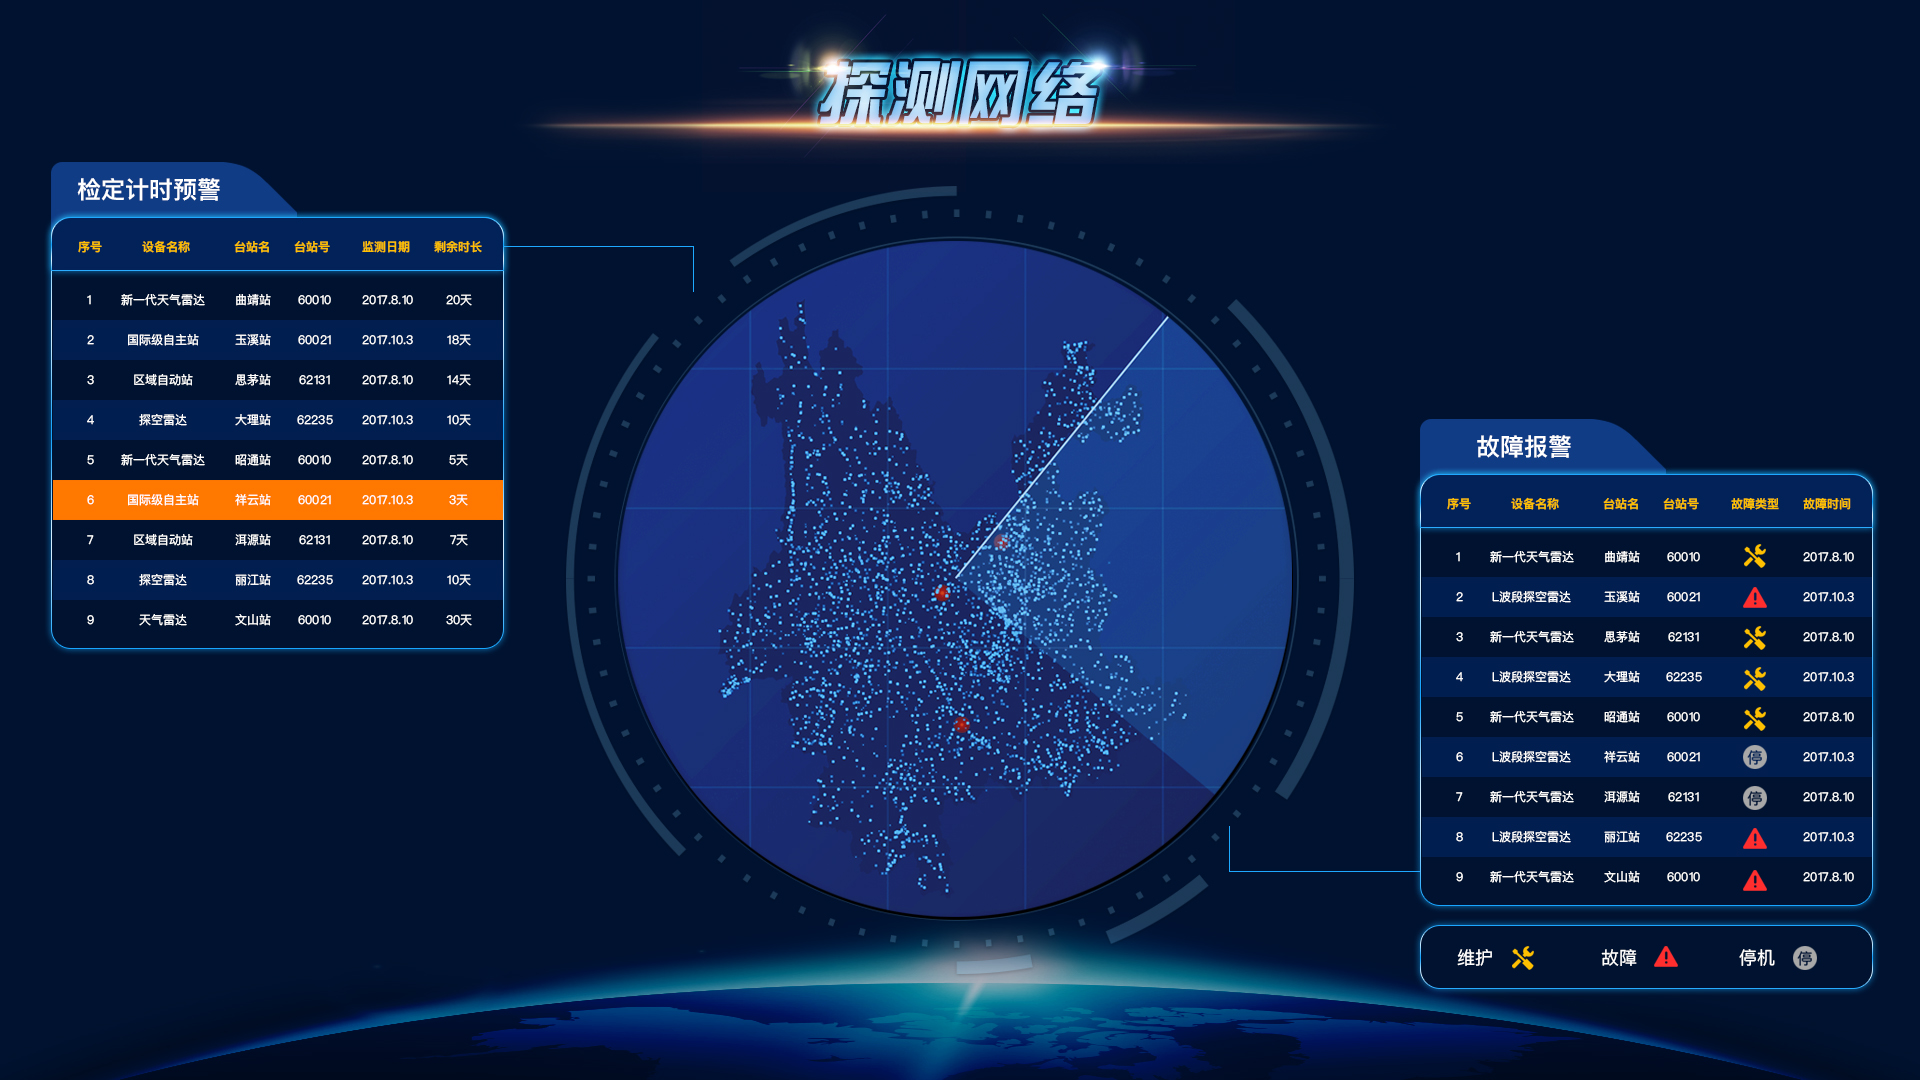 探测网络
检定计时预警
序号 设备名称 台站名 台站号 监测日期 剩余时长
1 新一代天气雷达 曲靖站 60010 2017.8.10 20天
2 国际级自主站 玉溪站 60021 2017.10.3 18天
3 区域自动站 思茅站 62131 2017.8.10 14天
4 探空雷达 大理站 62235 2017.10.3 10天
5 新一代天气雷达 昭通站 60010 2017.8.10 5天
6 国际级自主站 祥云站 60021 2017.10.3 3天
7 区域自动站 洱源站 62131 2017.8.10 7天
8 探空雷达 丽江站 62235 2017.10.3 10天
9 天气雷达 文山站 60010 2017.8.10 30天
故障报警
序号 设备名称 台站名 台站号 故障类型 故障时间
1 新一代天气雷达 曲靖站 60010 2017.8.10
2 L波段探空雷达 玉溪站 60021 2017.10.3
3 新一代天气雷达 思茅站 62131 2017.8.10
4 L波段探空雷达 大理站 62235 2017.10.3
5 新一代天气雷达 昭通站 60010 2017.8.10
6 L波段探空雷达 祥云站 60021 停 2017.10.3
7 新一代天气雷达 洱源站 62131 停 2017.8.10
8 L波段探空雷达 丽江站 62235 2017.10.3
9 新一代天气雷达 文山站 60010 2017.8.10
维护 故障 停机 停